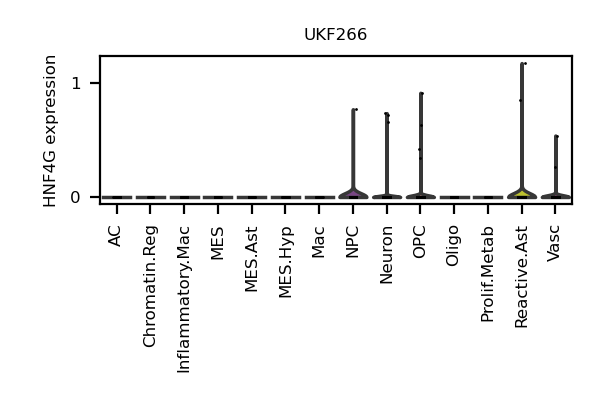 UKF266
HNF4G expression
1
0
AC
Chromatin.Reg
Inflammatory.Mac
MES
MES.Ast
MES.Hyp
Mac
NPC
Neuron
OPC
Oligo
Prolif.Metab
Reactive.Ast
Vasc